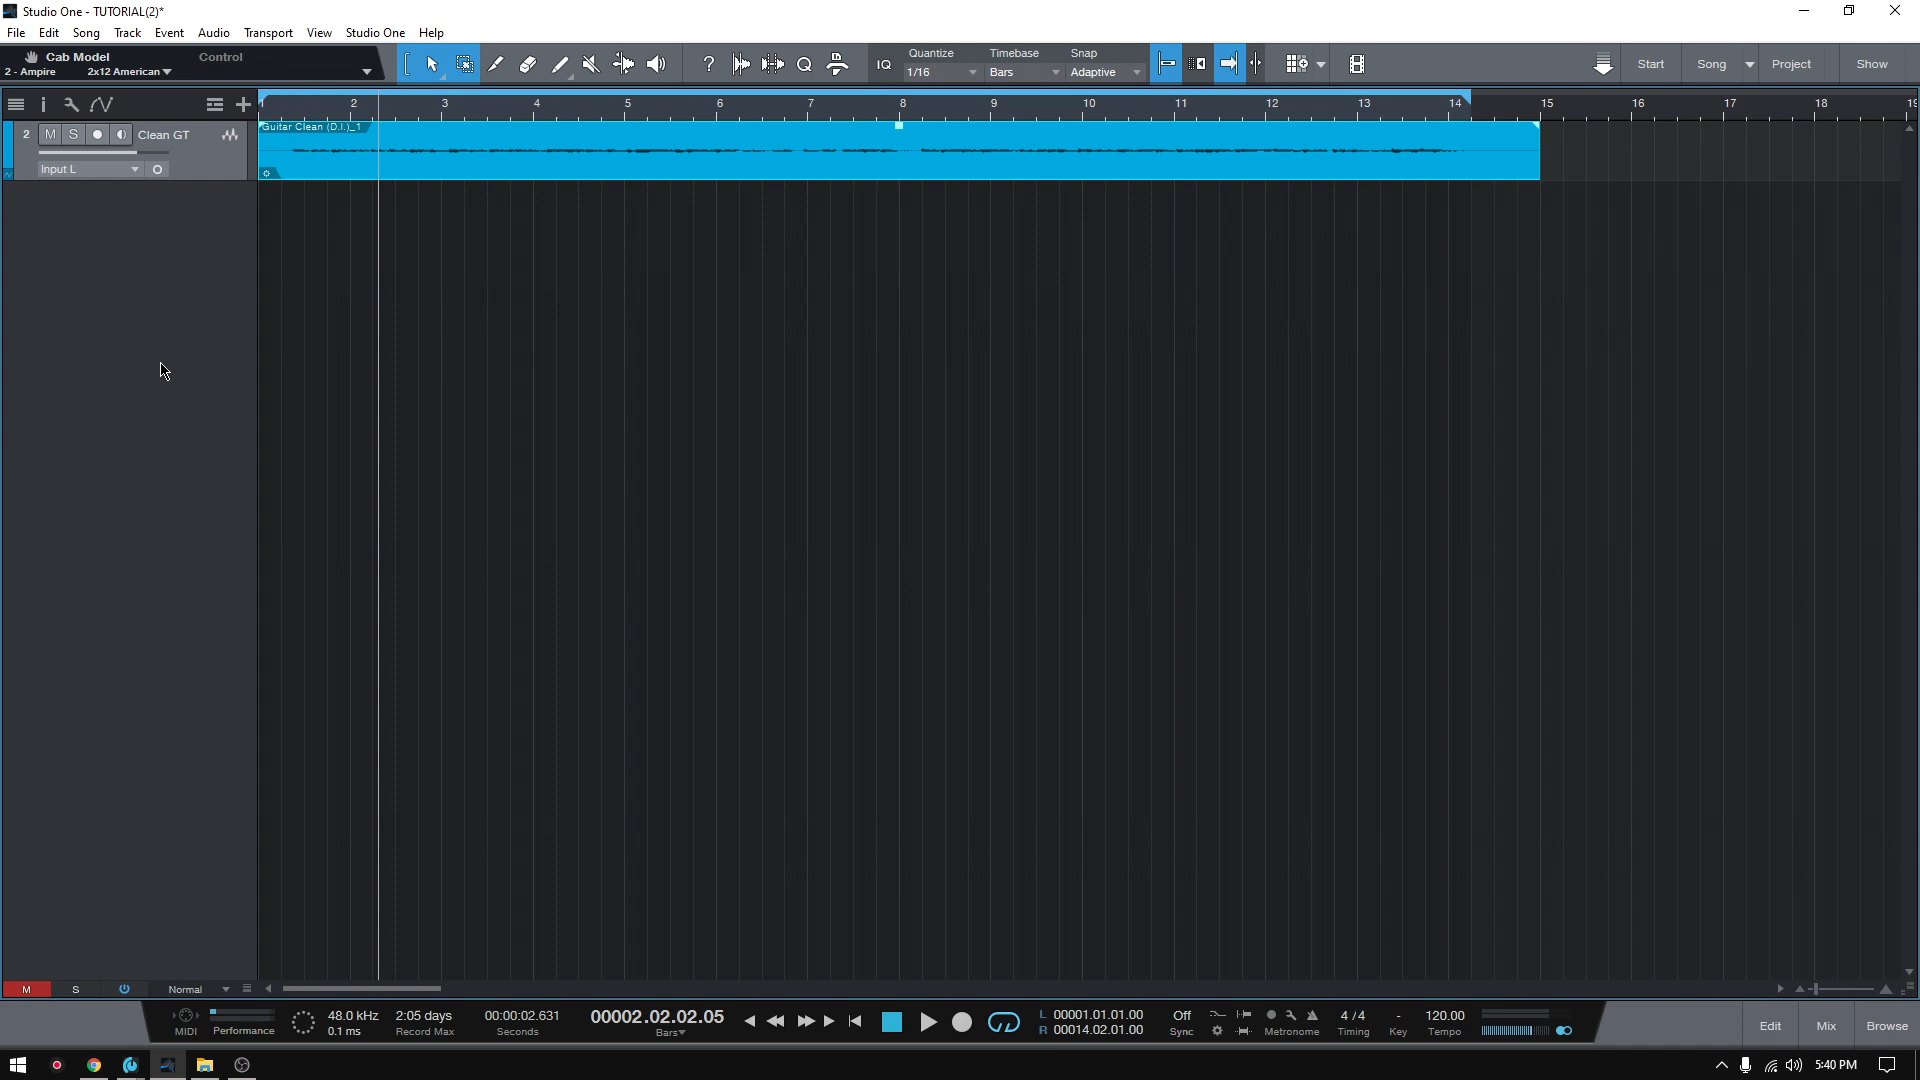 Studio One - TUTORIAL(2)*
File Edit Song Track Event Audio Transport View Studio One Help
Cab Model Control
2 - Ampire 2x12 American
IQ
Quantize Timebase Snap
1/16 Bars Adaptive
Start Song Project Show
2 3 4 5 6 7 8 9 10 11 12 13 14 15 16 17 18
2 M S Clean GT
Input L
Guitar Clean (D.I.)_1
M S Normal
MIDI Performance
48.0 kHz
0.1 ms
2:05 days
Record Max
00:00:02.631
Seconds
00002.02.02.05
Bars
L 00001.01.01.00
R 00014.02.01.00
Off
Sync
Metronome
4 / 4
Timing
-
Key
120.00
Tempo
Edit Mix Browse
5:40 PM